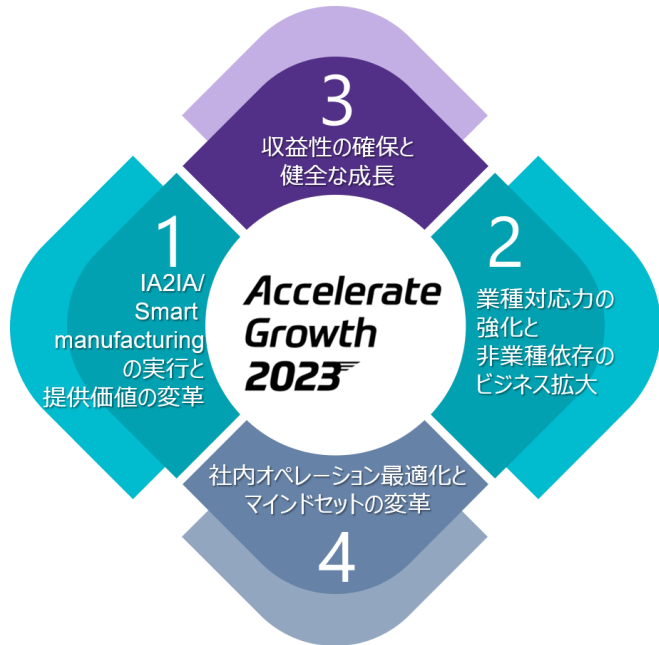 3
収益性の確保と
健全な成長
1
IA2IA/
Smart
manufacturing
の実行と
提供価値の変革
Accelerate
Growth
2023
2
業種対応力の
強化と
非業種依存の
ビジネス拡大
社内オペレーション最適化と
マインドセットの変革
4